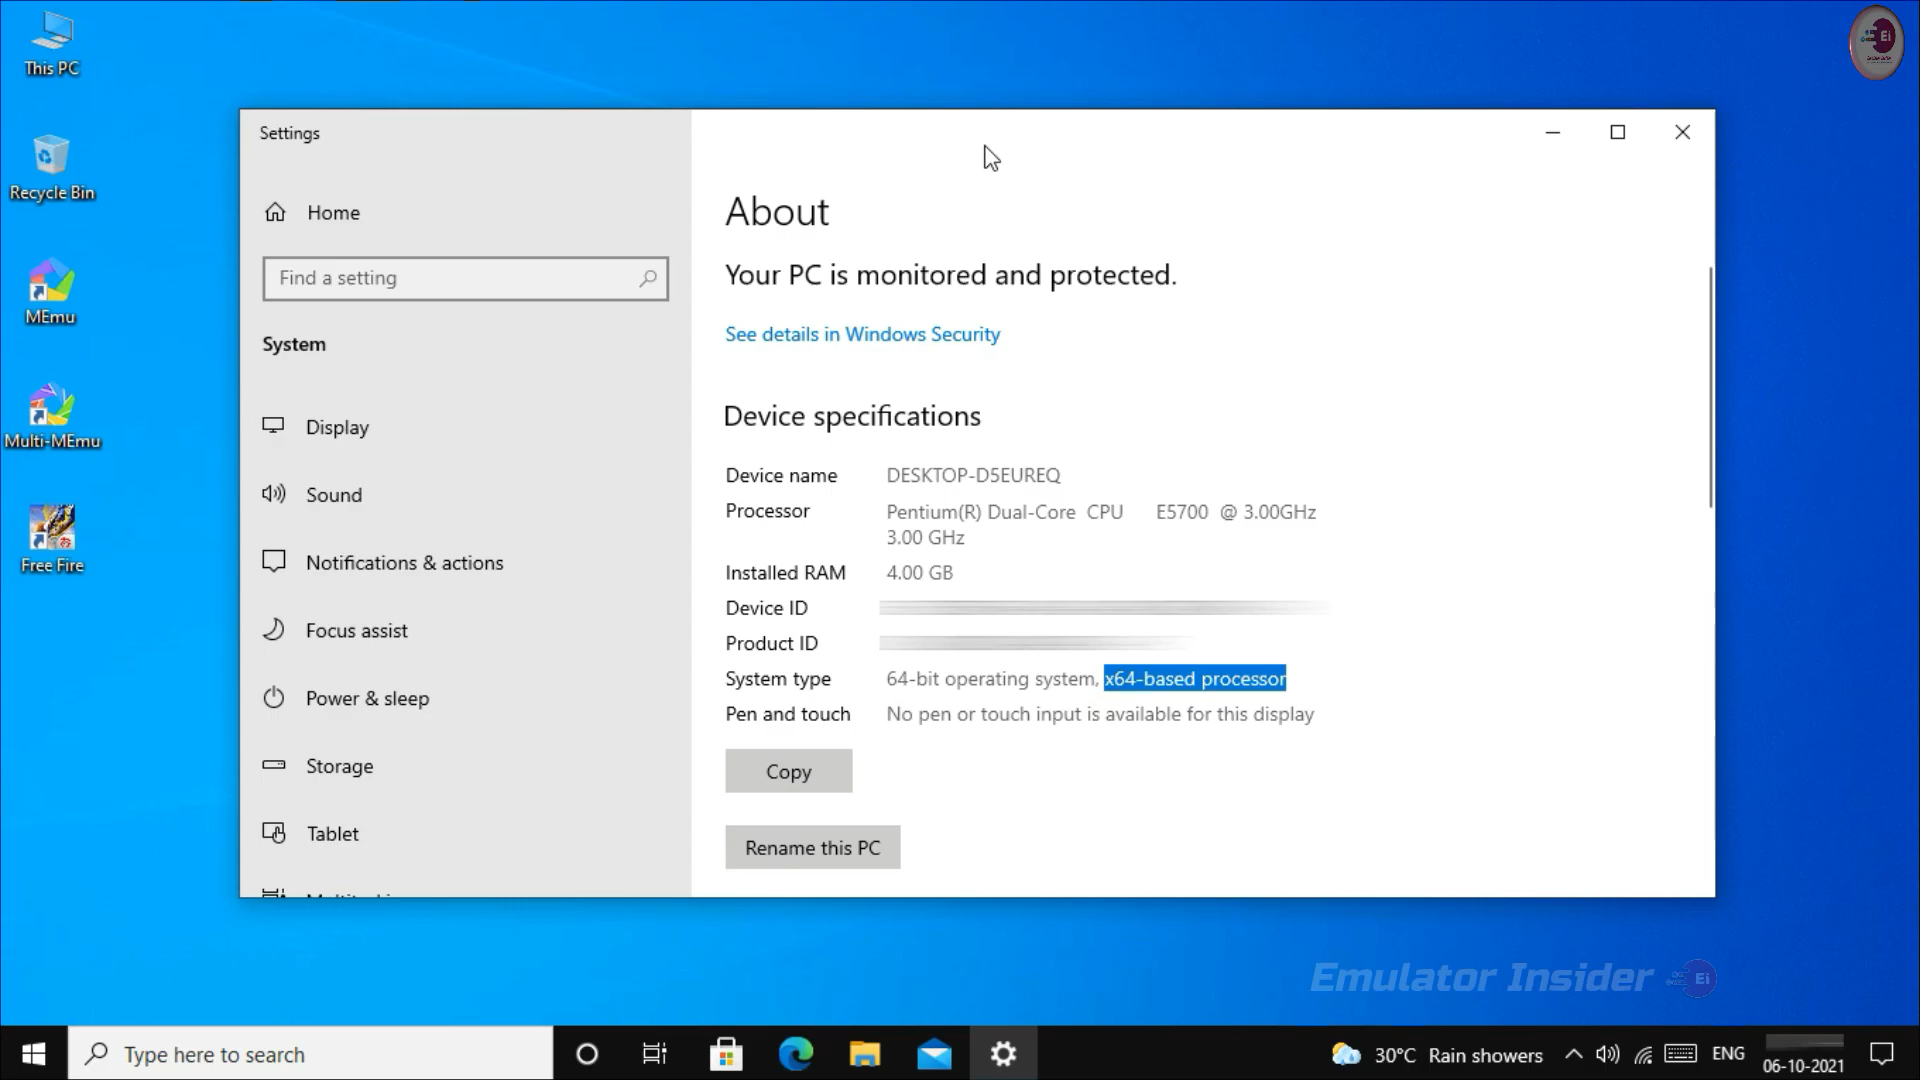 This PC
Recycle Bin
MEmu
Multi-MEmu
Free Fire
Settings
Home
Find a setting
System
Display
Sound
Notifications & actions
Focus assist
Power & sleep
Storage
Tablet
About
Your PC is monitored and protected.
See details in Windows Security
Device specifications
Device name DESKTOP-D5EUREQ
Processor Pentium(R) Dual-Core CPU E5700 @ 3.00GHz
3.00 GHz
Installed RAM 4.00 GB
Device ID
Product ID
System type 64-bit operating system, x64-based processor
Pen and touch No pen or touch input is available for this display
Copy
Rename this PC
Ei
Emulator Insider Ei
Type here to search
30°C Rain showers
ENG
06-10-2021